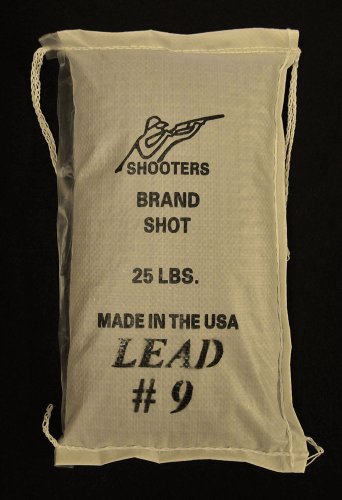 SHOOTERS
BRAND
SHOT
25 LBS.
MADE IN THE USA
LEAD
# 9